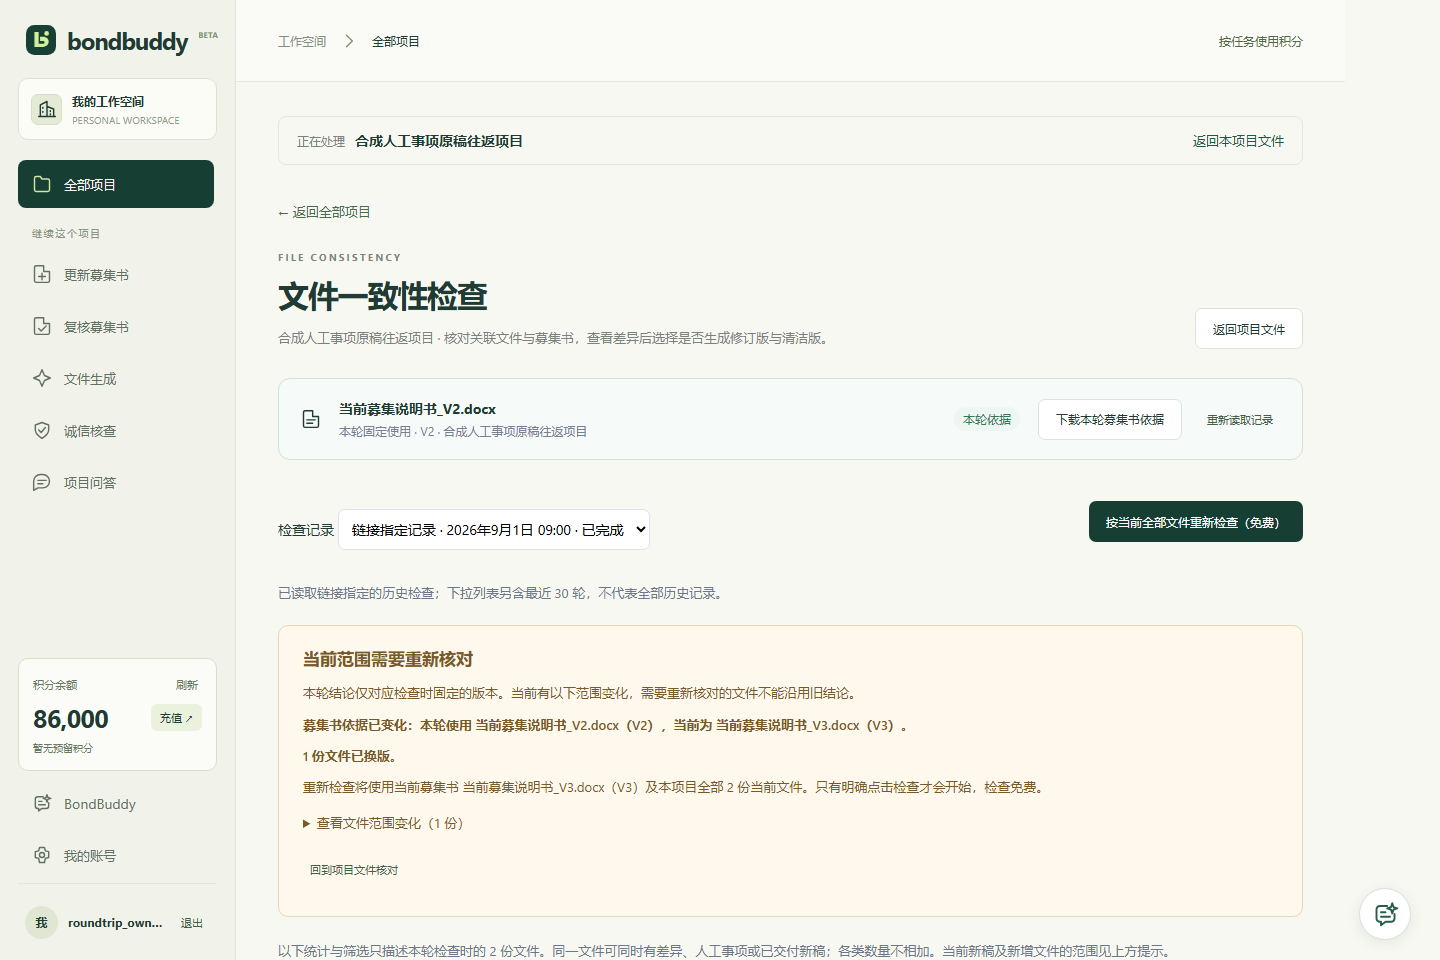 bondbuddy BETA
我的工作空间
PERSONAL WORKSPACE
全部项目
继续这个项目
更新募集书
复核募集书
文件生成
诚信核查
项目问答
积分余额 刷新
86,000 充值 ↗
暂无预留积分
BondBuddy
我的账号
我 roundtrip_own... 退出
工作空间 > 全部项目 按任务使用积分
正在处理 合成人工事项原稿往返项目 返回本项目文件
← 返回全部项目
FILE CONSISTENCY
文件一致性检查
合成人工事项原稿往返项目 · 核对关联文件与募集书，查看差异后选择是否生成修订版与清洁版。
返回项目文件
当前募集说明书_V2.docx
本轮固定使用 · V2 · 合成人工事项原稿往返项目
本轮依据 下载本轮募集书依据 重新读取记录
检查记录 链接指定记录 · 2026年9月1日 09:00 · 已完成
按当前全部文件重新检查（免费）
已读取链接指定的历史检查；下拉列表另含最近 30 轮，不代表全部历史记录。
当前范围需要重新核对
本轮结论仅对应检查时固定的版本。当前有以下范围变化，需要重新核对的文件不能沿用旧结论。
募集书依据已变化：本轮使用 当前募集说明书_V2.docx（V2），当前为 当前募集说明书_V3.docx（V3）。
1 份文件已换版。
重新检查将使用当前募集书 当前募集说明书_V3.docx（V3）及本项目全部 2 份当前文件。只有明确点击检查才会开始，检查免费。
▶ 查看文件范围变化（1 份）
回到项目文件核对
以下统计与筛选只描述本轮检查时的 2 份文件。同一文件可同时有差异、人工事项或已交付新稿；各类数量不相加。当前新稿及新增文件的范围见上方提示。